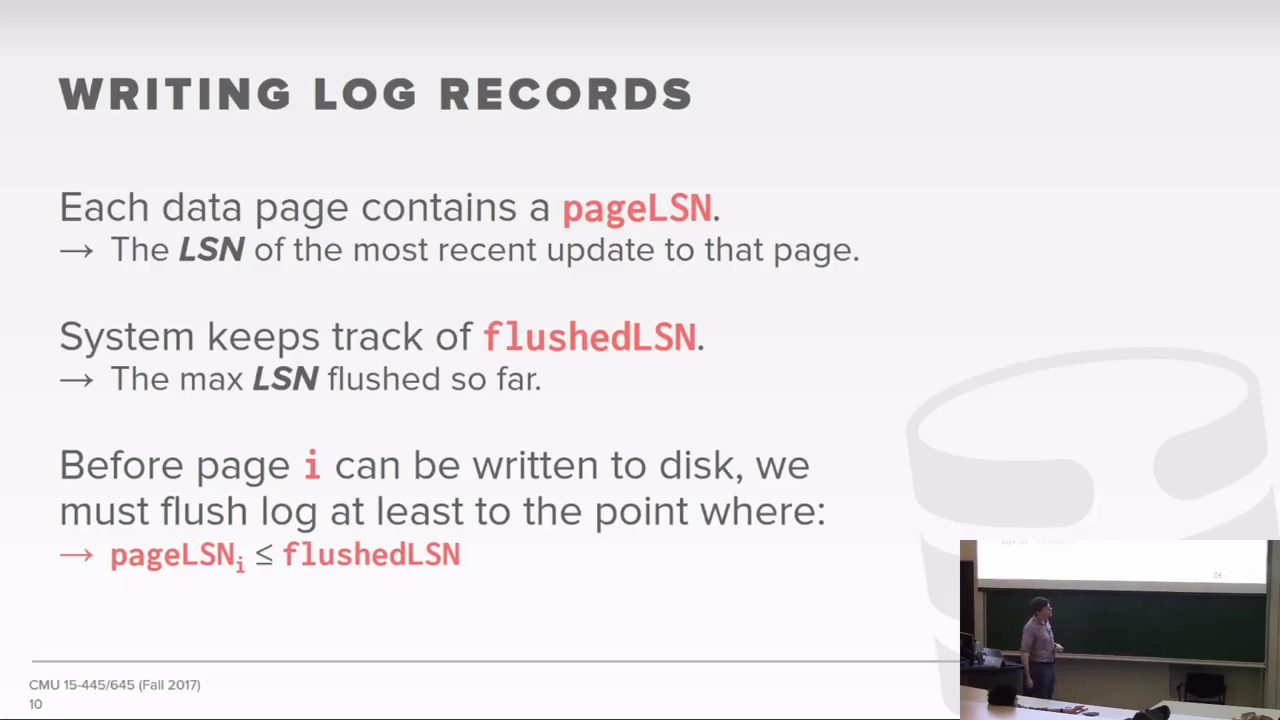 WRITING LOG RECORDS
Each data page contains a pageLSN.
→ The LSN of the most recent update to that page.
System keeps track of flushedLSN.
→ The max LSN flushed so far.
Before page i can be written to disk, we
must flush log at least to the point where:
→ pageLSNi ≤ flushedLSN
CMU 15-445/645 (Fall 2017)
10